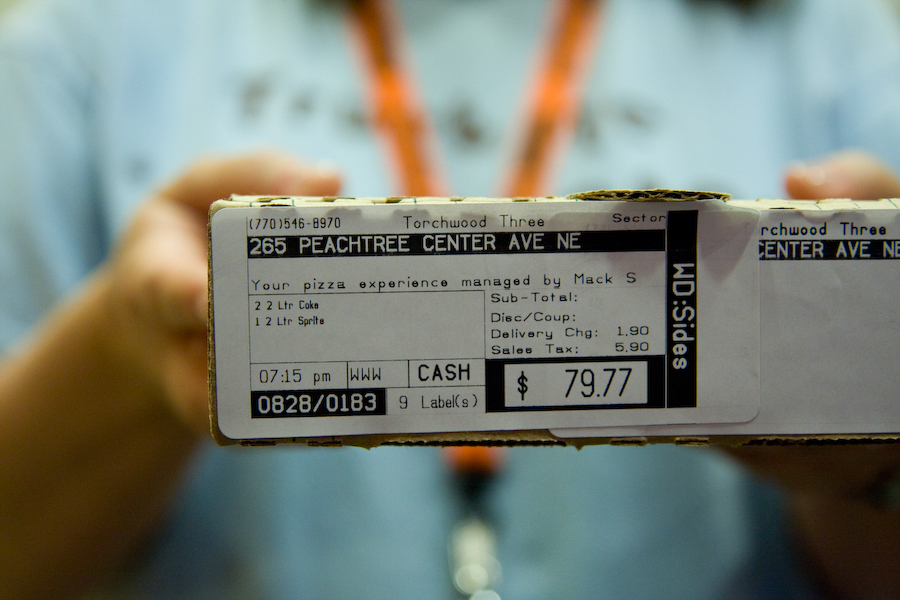 (770)546-8970 Torchwood Three Sector
265 PEACHTREE CENTER AVE NE
Your pizza experience managed by Mack S
2 2 Ltr Coke
1 2 Ltr Sprite
Sub-Total:
Disc/Coup:
Delivery Chg: 1.90
Sales Tax: 5.90
07:15 pm WWW CASH
$ 79.77
0828/0183 9 Label(s)
WD:Sides
rchwood Three
CENTER AVE NE